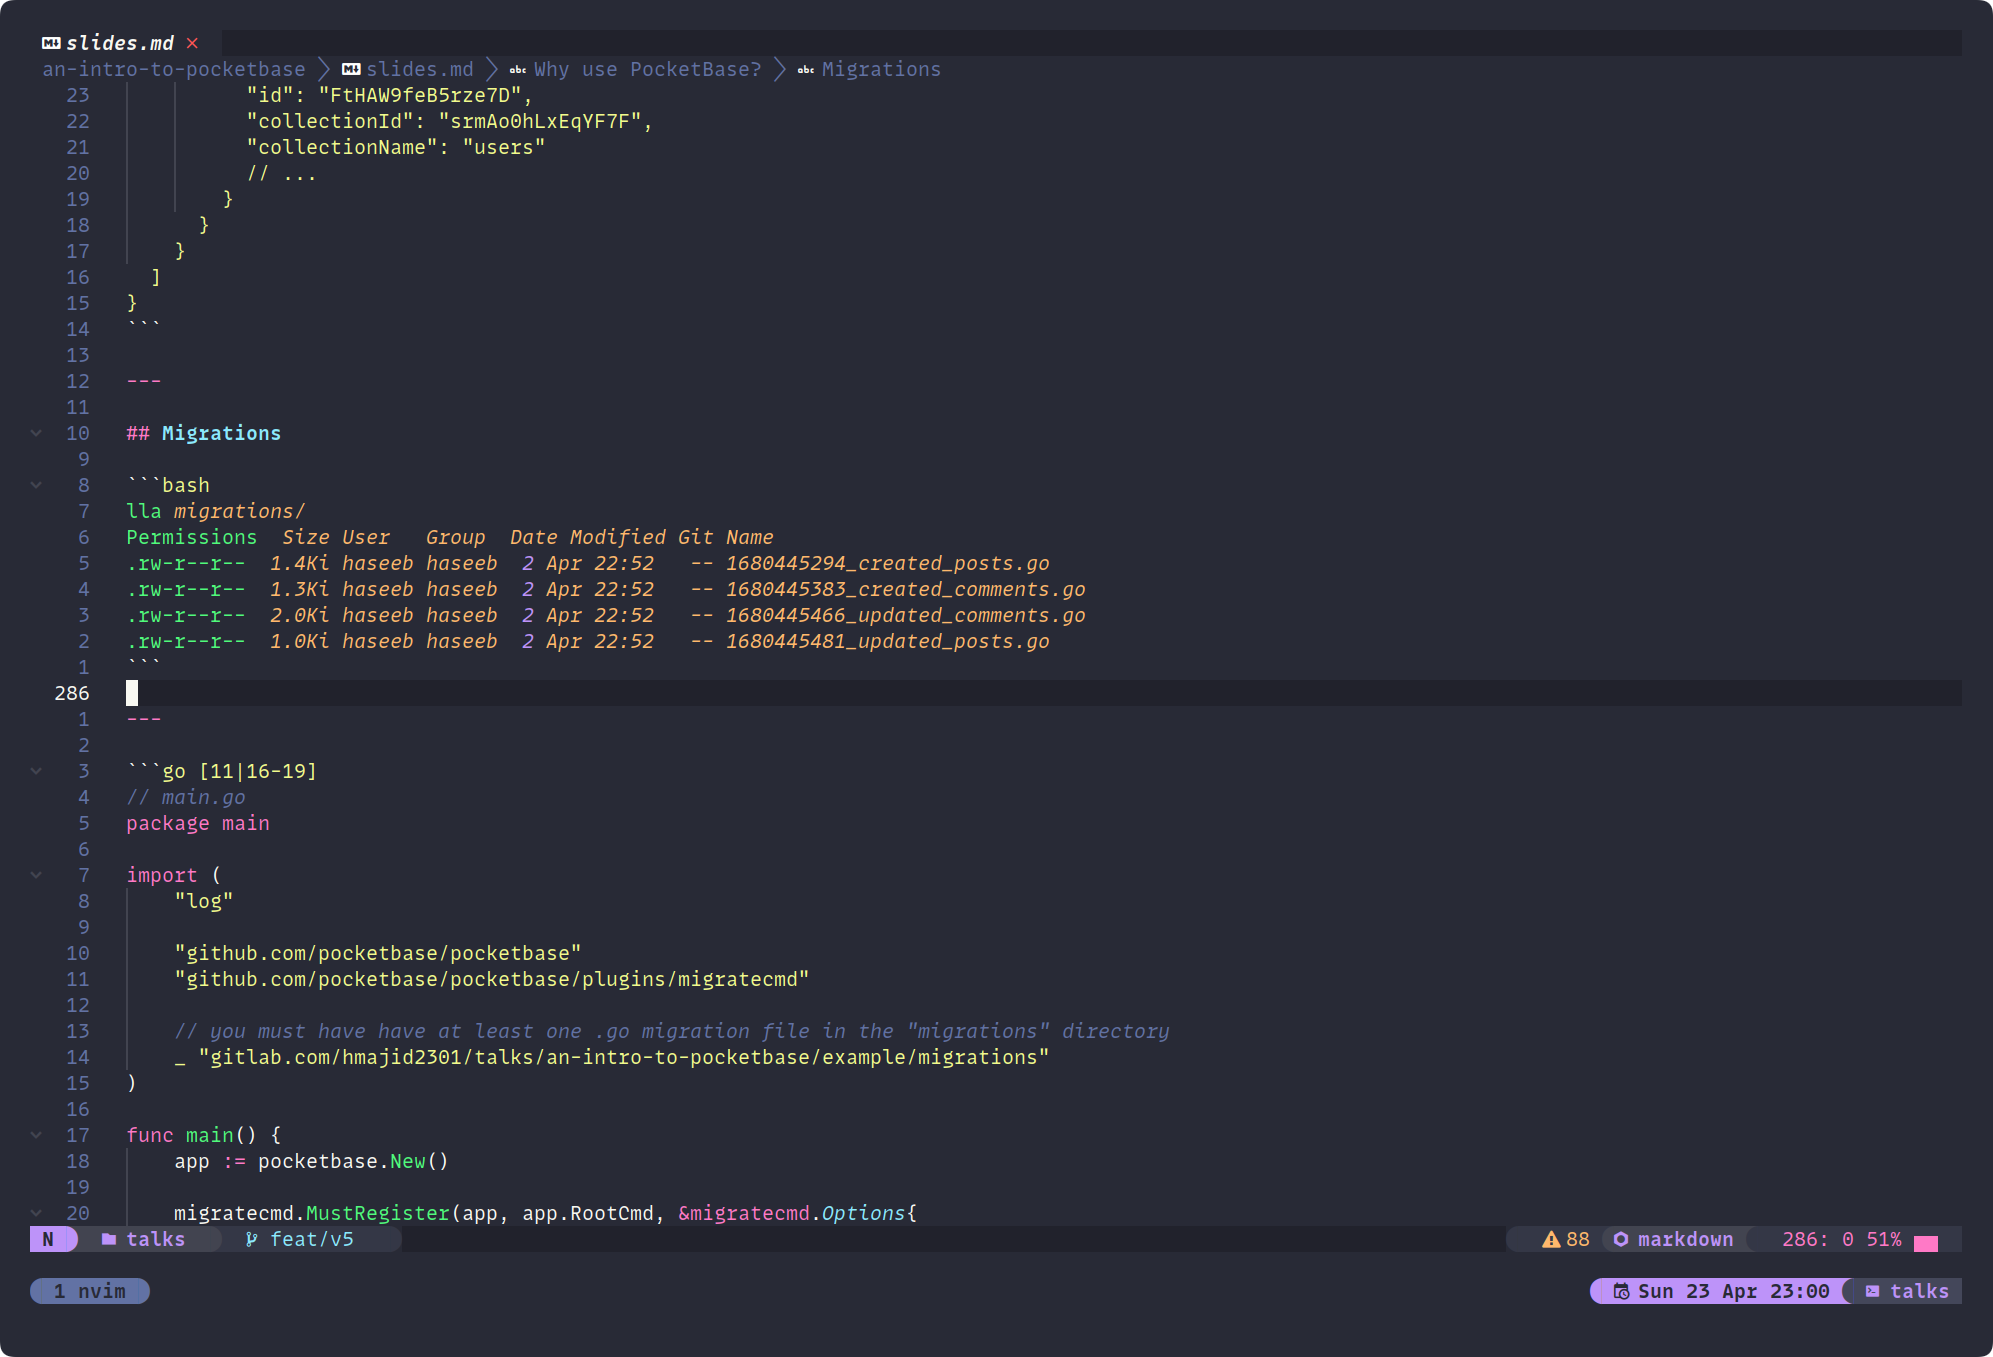 slides.md ×
an-intro-to-pocketbase > slides.md > abc Why use PocketBase? > abc Migrations
23 "id": "FtHAW9feB5rze7D",
22 "collectionId": "srmAo0hLxEqYF7F",
21 "collectionName": "users"
20 // ...
19 }
18 }
17 }
16 ]
15 }
14 ```
13
12 ---
11
10 ## Migrations
9
8 ```bash
7 lla migrations/
6 Permissions  Size User   Group  Date Modified Git Name
5 .rw-r--r--  1.4Ki haseeb haseeb  2 Apr 22:52   -- 1680445294_created_posts.go
4 .rw-r--r--  1.3Ki haseeb haseeb  2 Apr 22:52   -- 1680445383_created_comments.go
3 .rw-r--r--  2.0Ki haseeb haseeb  2 Apr 22:52   -- 1680445466_updated_comments.go
2 .rw-r--r--  1.0Ki haseeb haseeb  2 Apr 22:52   -- 1680445481_updated_posts.go
1 ```
286
1 ---
2
3 ```go [11|16-19]
4 // main.go
5 package main
6
7 import (
8 "log"
9
10 "github.com/pocketbase/pocketbase"
11 "github.com/pocketbase/pocketbase/plugins/migratecmd"
12
13 // you must have have at least one .go migration file in the "migrations" directory
14 _ "gitlab.com/hmajid2301/talks/an-intro-to-pocketbase/example/migrations"
15 )
16
17 func main() {
18 app := pocketbase.New()
19
20 migratecmd.MustRegister(app, app.RootCmd, &migratecmd.Options{
N talks feat/v5 88 markdown 286: 0 51%
1 nvim Sun 23 Apr 23:00 talks